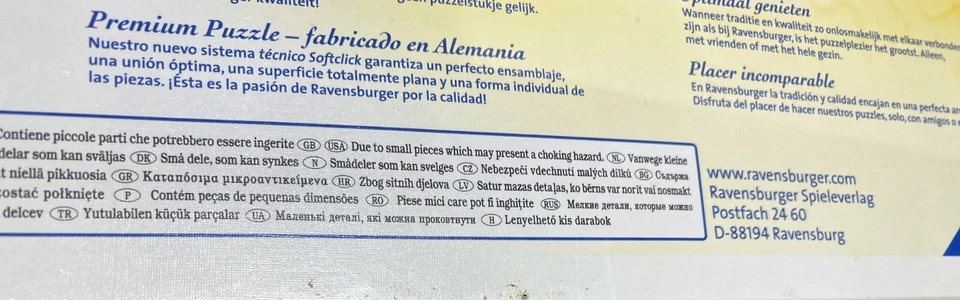 puzzelstukje gelijk.
Premium Puzzle – fabricado en Alemania
Nuestro nuevo sistema técnico Softclick garantiza un perfecto ensamblaje,
una unión óptima, una superficie totalmente plana y una forma individual de
las piezas. ¡Ésta es la pasión de Ravensburger por la calidad!
genieten
Wanneer traditie en kwaliteit zo onlosmakelijk met elkaar verbonden
zijn als bij Ravensburger, is het puzzelplezier het grootst. Alleen,
met vrienden of met het hele gezin.
Placer incomparable
En Ravensburger la tradición y calidad encajan en una perfecta
Disfruta del placer de hacer nuestros puzzles, solo, con amigos o
Contiene piccole parti che potrebbero essere ingerite GB USA Due to small pieces which may present a choking hazard. NL Vanwege kleine
delar som kan sväljas DK Små dele, som kan synkes N Smådeler som kan svelges CZ Nebezpečí vdechnutí malých dílků BG Съдържа
niellä pikkuosia GR Καταπόσιμα μικροαντικείμενα HR Zbog sitnih djelova LV Satur mazas detaļas, ko bērns var norīt vai nosmakt
zostać połknięte P Contém peças de pequenas dimensões RO Piese mici care pot fi înghițite RUS Мелкие детали, которые можно
delcev TR Yutulabilen küçük parçalar UA Маленькі деталі, які можна проковтнути H Lenyelhető kis darabok
www.ravensburger.com
Ravensburger Spieleverlag
Postfach 24 60
D-88194 Ravensburg